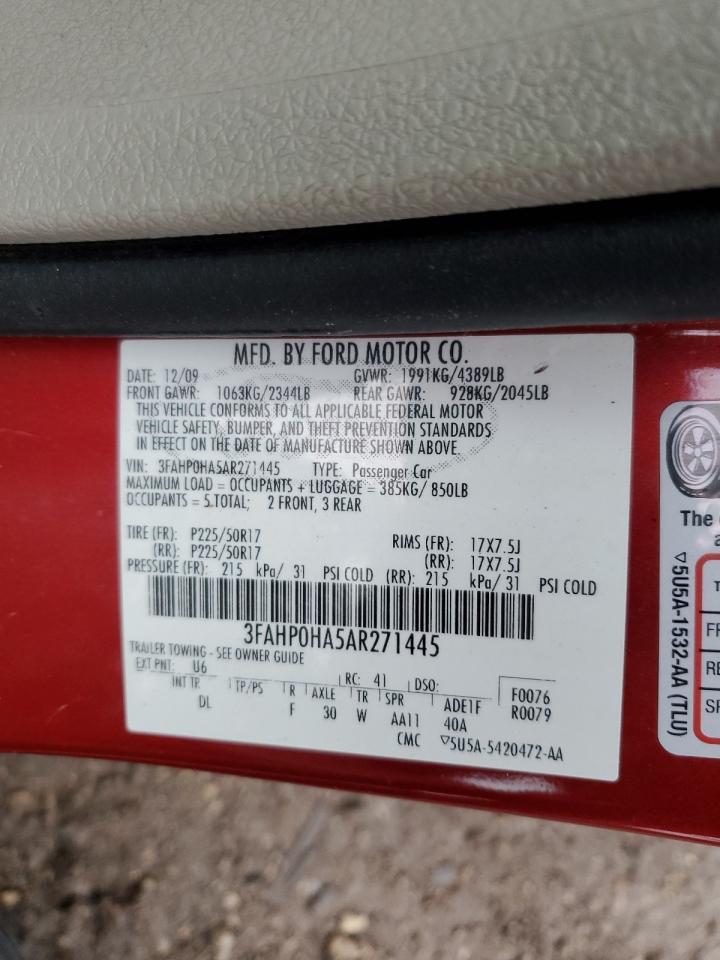 MFD. BY FORD MOTOR CO.
DATE: 12/09 GVWR: 1991KG/4389LB
FRONT GAWR: 1063KG/2344LB REAR GAWR: 928KG/2045LB
THIS VEHICLE CONFORMS TO ALL APPLICABLE FEDERAL MOTOR
VEHICLE SAFETY, BUMPER, AND THEFT PREVENTION STANDARDS
IN EFFECT ON THE DATE OF MANUFACTURE SHOWN ABOVE.
VIN: 3FAHP0HA5AR271445 TYPE: Passenger Car
MAXIMUM LOAD = OCCUPANTS + LUGGAGE = 385KG/ 850LB
OCCUPANTS = 5 TOTAL; 2 FRONT, 3 REAR
TIRE (FR): P225/50R17 RIMS (FR): 17X7.5J
(RR): P225/50R17 (RR): 17X7.5J
PRESSURE (FR): 215 kPa/ 31 PSI COLD (RR): 215 kPa/ 31 PSI COLD
3FAHP0HA5AR271445
TRAILER TOWING - SEE OWNER GUIDE
EXT PNT: U6 RC: 41 DSO: F0076
INT TR TP/PS R AXLE TR SPR ADE1F R0079
DL F 30 W AA11 40A
CMC ▽5U5A-5420472-AA
The
a
▽5U5A-1532-AA (TLU)
T
FR
RE
SP